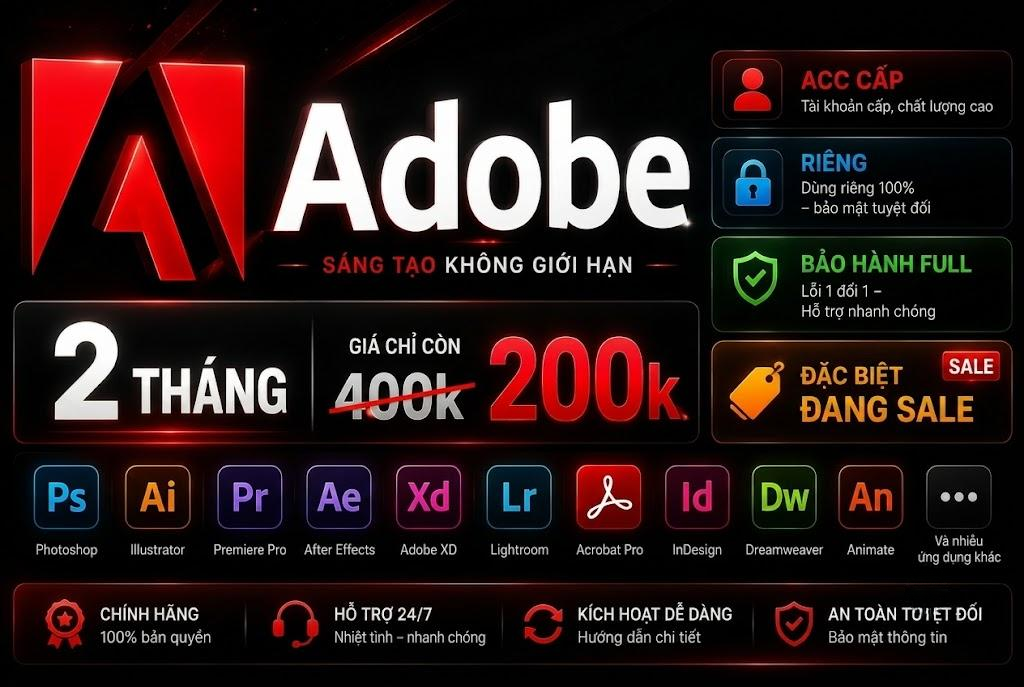 Adobe
SÁNG TẠO KHÔNG GIỚI HẠN
2 THÁNG
GIÁ CHỈ CÒN
400k
200k
ACC CẤP
Tài khoản cấp, chất lượng cao
RIÊNG
Dùng riêng 100%
– bảo mật tuyệt đối
BẢO HÀNH FULL
Lỗi 1 đổi 1 –
Hỗ trợ nhanh chóng
ĐẶC BIỆT
SALE
ĐANG SALE
Ps
Ai
Pr
Ae
Xd
Lr
Id
Dw
An
Photoshop
Illustrator
Premiere Pro
After Effects
Adobe XD
Lightroom
Acrobat Pro
InDesign
Dreamweaver
Animate
Và nhiều
ứng dụng khác
CHÍNH HÃNG
100% bản quyền
HỖ TRỢ 24/7
Nhiệt tình – nhanh chóng
KÍCH HOẠT DỄ DÀNG
Hướng dẫn chi tiết
AN TOÀN ĐỐI
Bảo mật thông tin